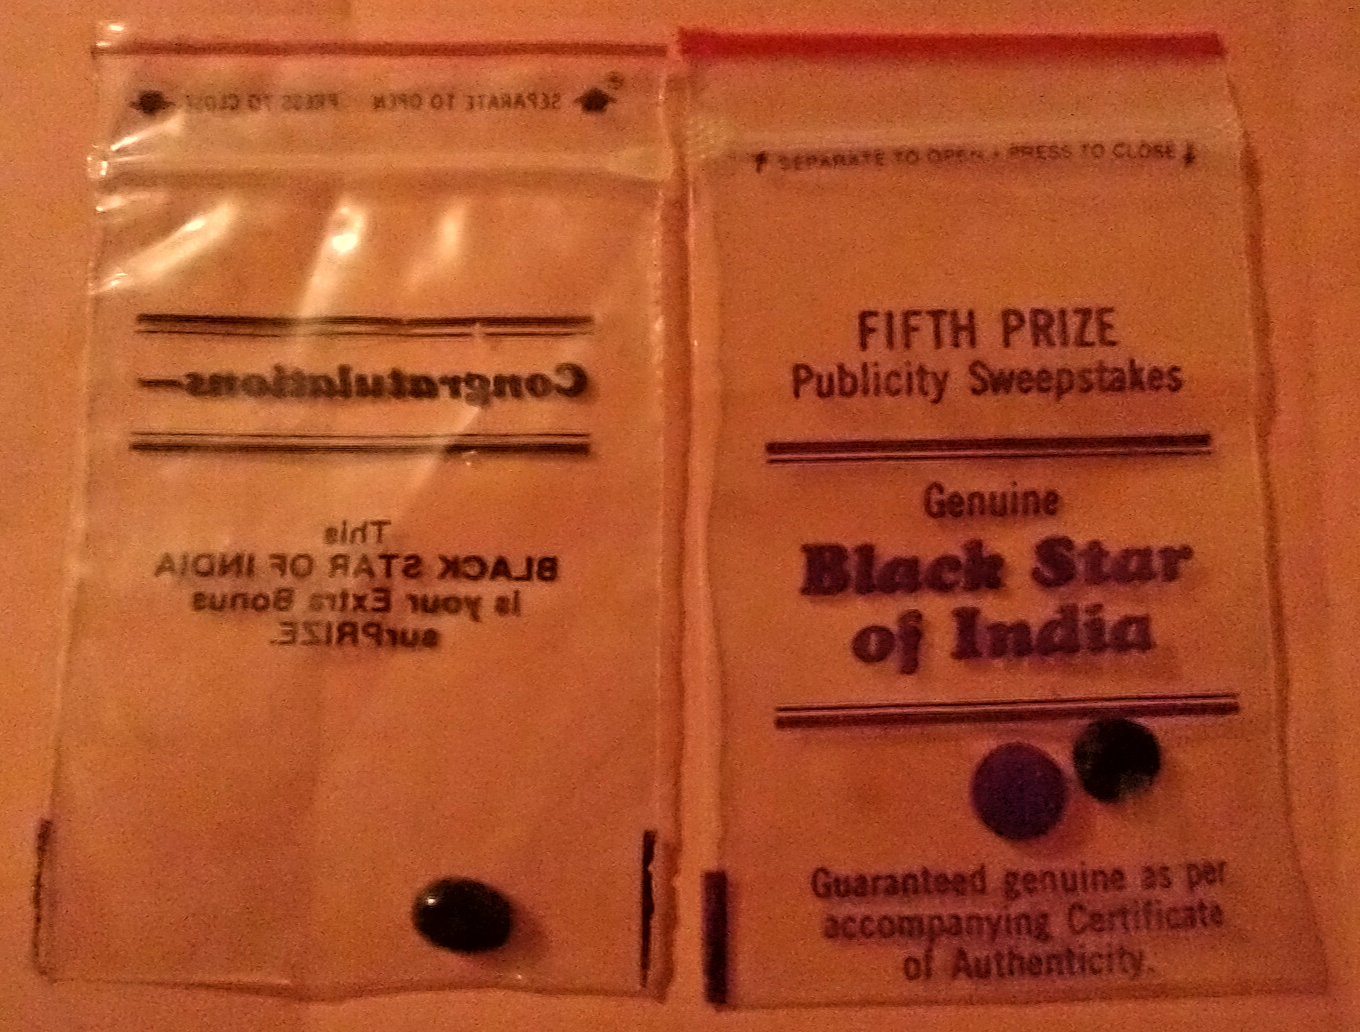 SEPARATE TO OPEN PRESS TO CLOSE
Congratulations—
This
BLACK STAR OF INDIA
is your Extra Bonus
surPRIZE.
SEPARATE TO OPEN • PRESS TO CLOSE
FIFTH PRIZE
Publicity Sweepstakes
Genuine
Black Star
of India
Guaranteed genuine as per
accompanying Certificate
of Authenticity.